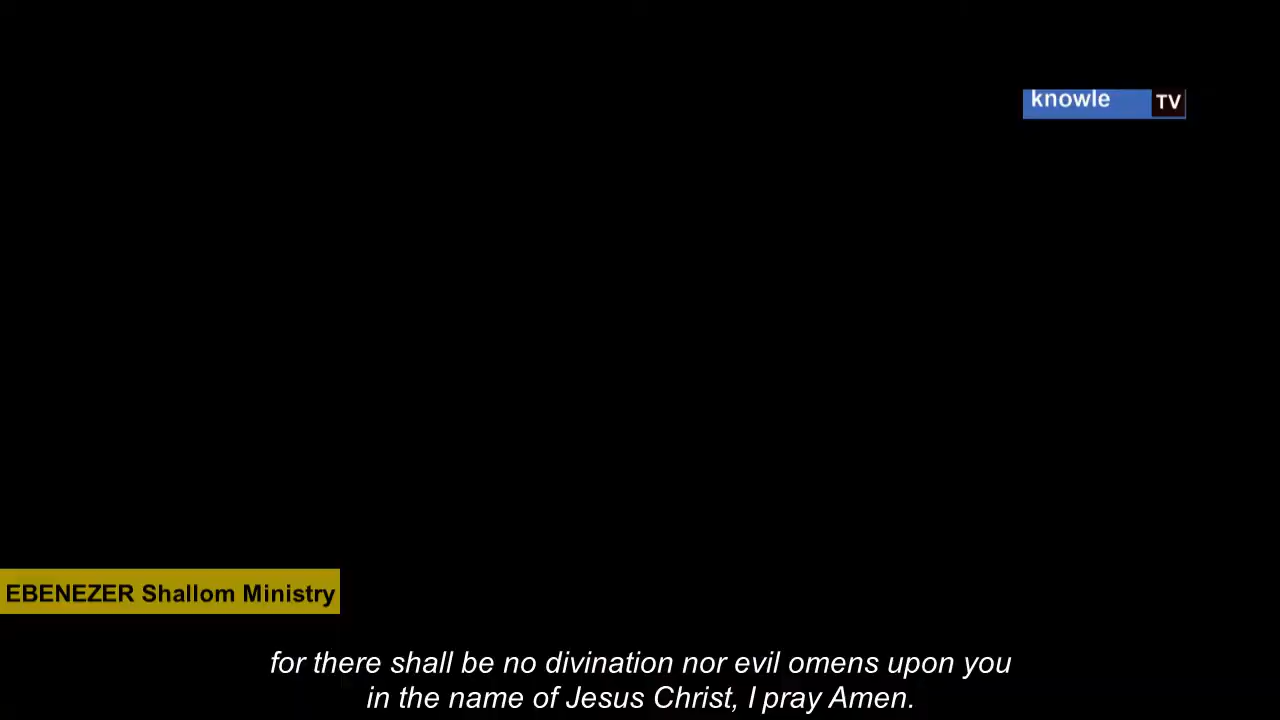 knowle TV
EBENEZER Shallom Ministry
for there shall be no divination nor evil omens upon you
in the name of Jesus Christ, I pray Amen.